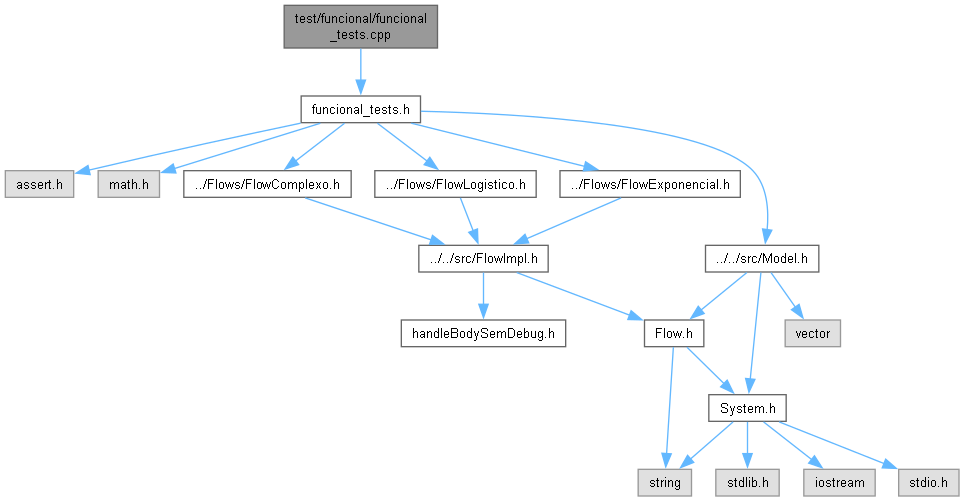 test/funcional/funcional
_tests.cpp
funcional_tests.h
assert.h
math.h
../Flows/FlowComplexo.h
../Flows/FlowLogistico.h
../Flows/FlowExponencial.h
../../src/FlowImpl.h
../../src/Model.h
handleBodySemDebug.h
Flow.h
vector
System.h
string
stdlib.h
iostream
stdio.h